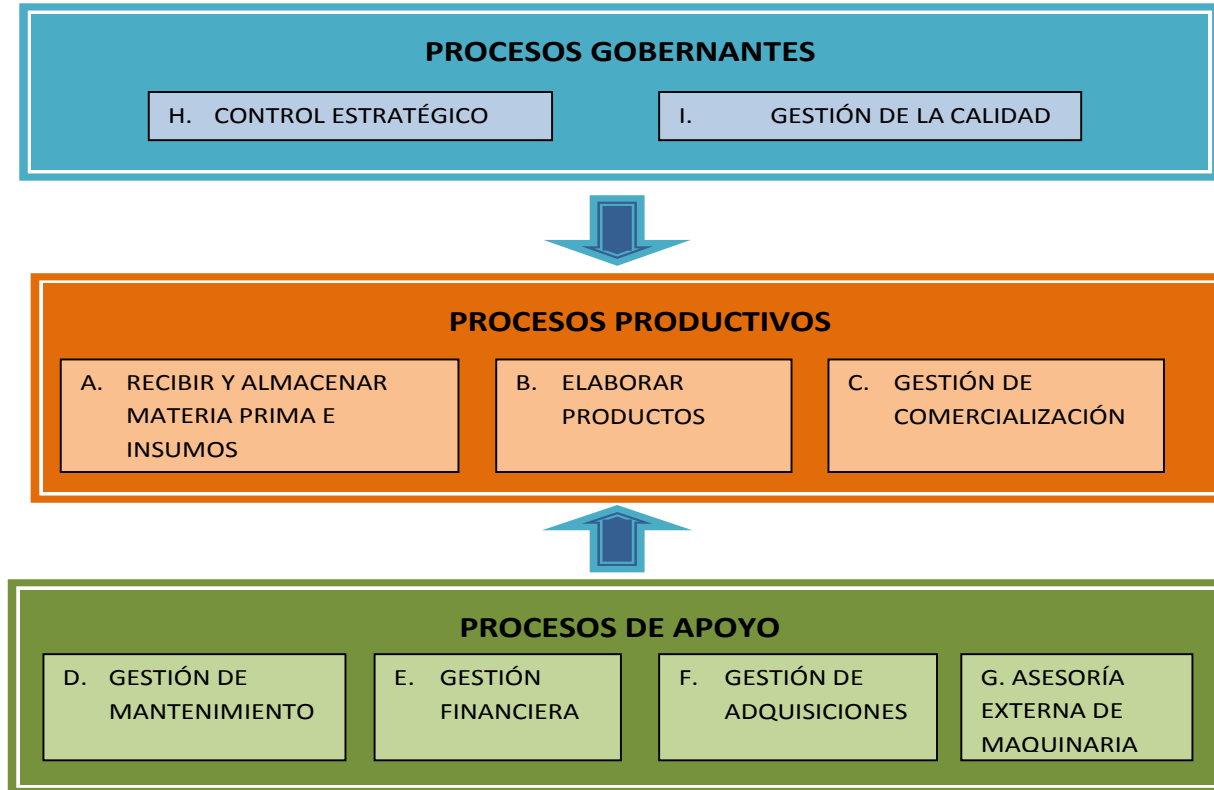 PROCESOS GOBERNANTES
H. CONTROL ESTRATÉGICO
I. GESTIÓN DE LA CALIDAD
PROCESOS PRODUCTIVOS
A. RECIBIR Y ALMACENAR
MATERIA PRIMA E
INSUMOS
B. ELABORAR
PRODUCTOS
C. GESTIÓN DE
COMERCIALIZACIÓN
PROCESOS DE APOYO
D. GESTIÓN DE
MANTENIMIENTO
E. GESTIÓN
FINANCIERA
F. GESTIÓN DE
ADQUISICIONES
G. ASESORÍA
EXTERNA DE
MAQUINARIA